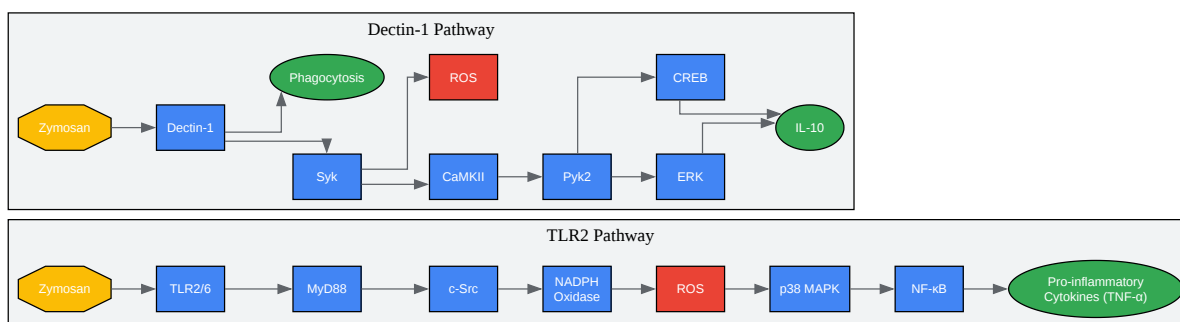 Dectin-1 Pathway
Phagocytosis
ROS
CREB
Zymosan
Dectin-1
IL-10
Syk
CaMKII
Pyk2
ERK
TLR2 Pathway
Zymosan
TLR2/6
MyD88
c-Src
NADPH
Oxidase
ROS
p38 MAPK
NF-κB
Pro-inflammatory
Cytokines (TNF-α)